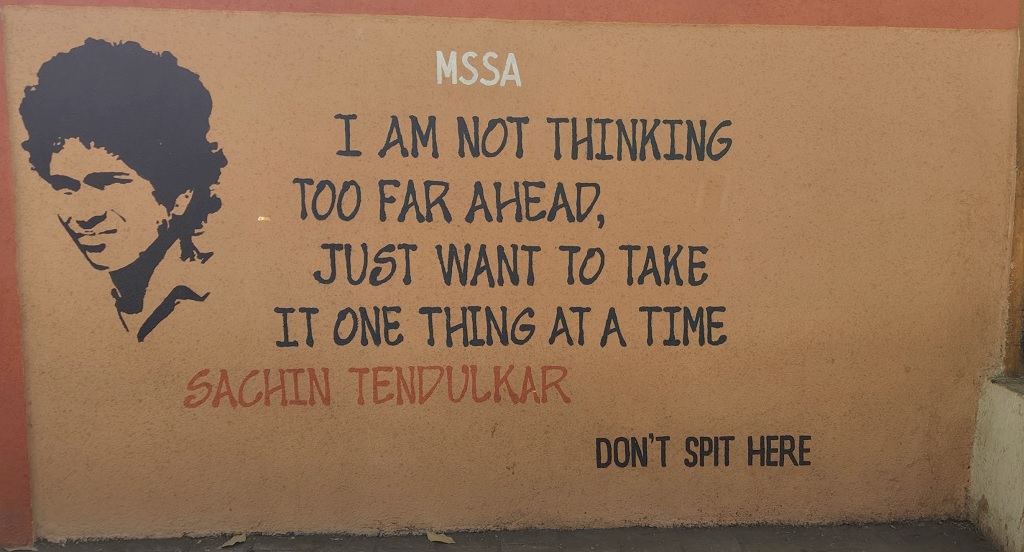 MSSA
I AM NOT THINKING
TOO FAR AHEAD,
JUST WANT TO TAKE
IT ONE THING AT A TIME
SACHIN TENDULKAR
DON'T SPIT HERE